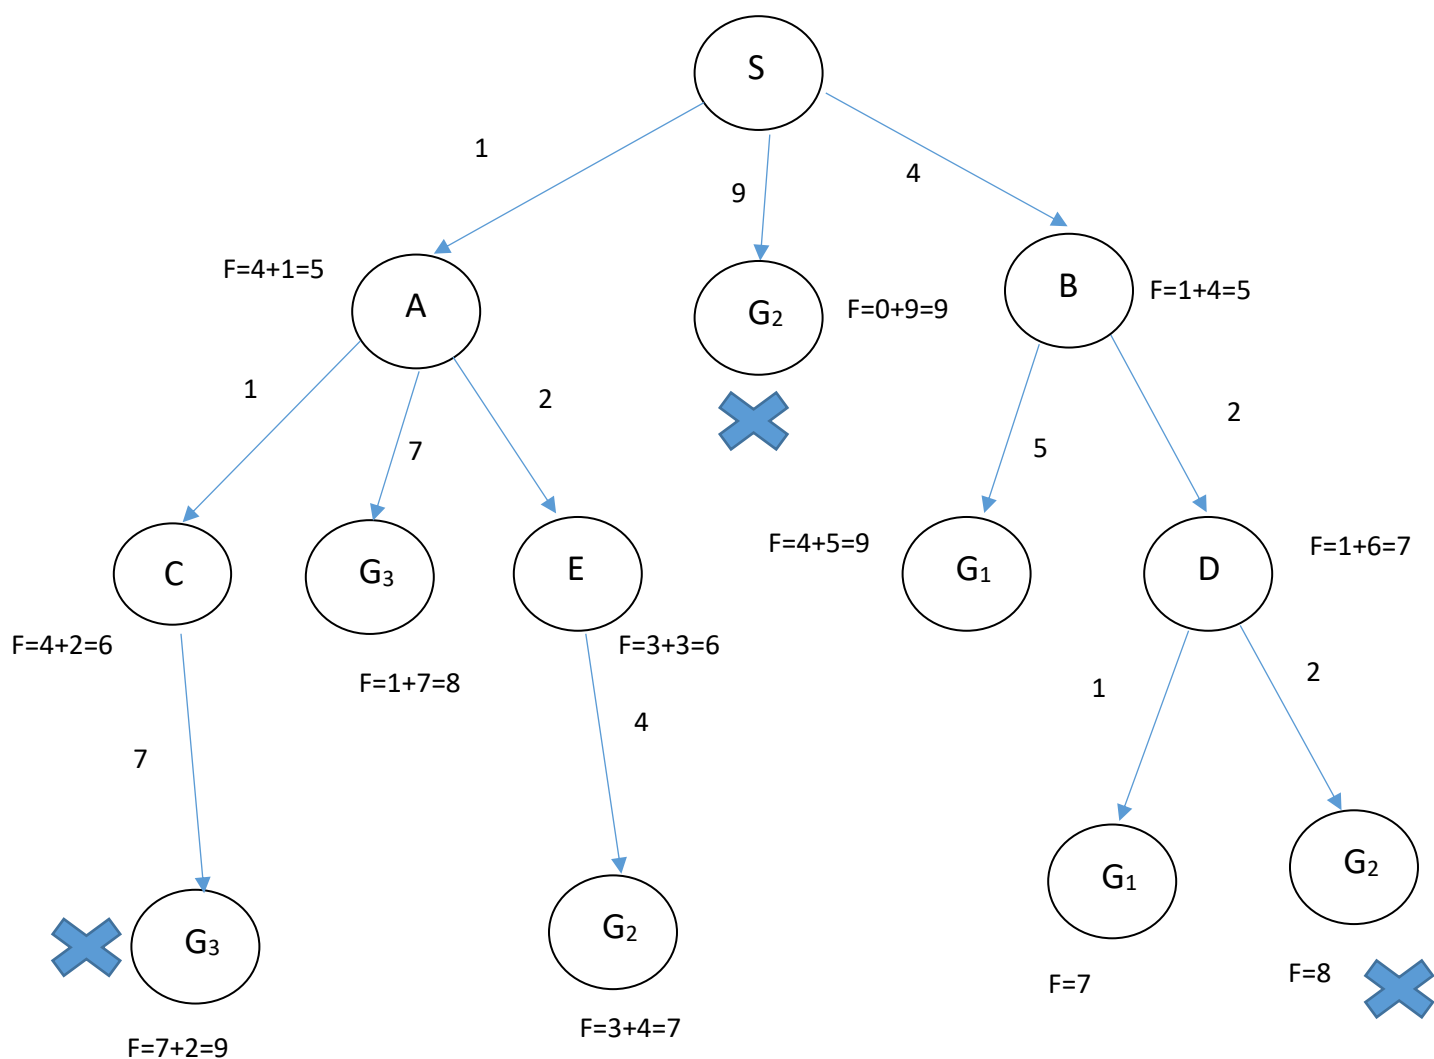 S
1
9
4
F=4+1=5
A
G₂
F=0+9=9
B
F=1+4=5
1
7
2
5
2
C
F=4+2=6
G₃
F=1+7=8
E
F=3+3=6
F=4+5=9
G₁
D
F=1+6=7
7
4
1
2
G₃
F=7+2=9
G₂
F=3+4=7
G₁
F=7
G₂
F=8